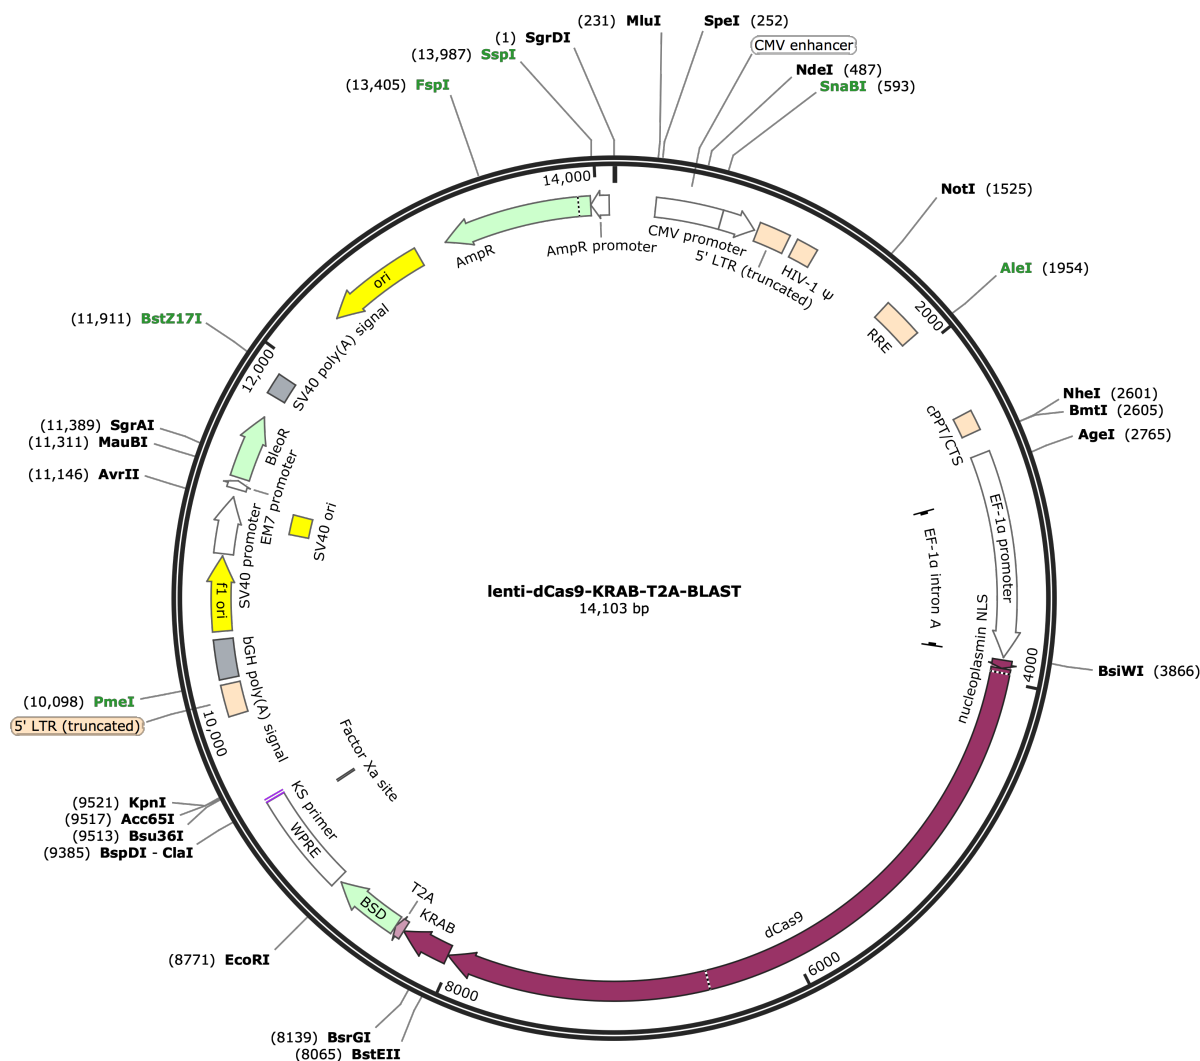 (231) MluI
SpeI (252)
(1) SgrDI
CMV enhancer
(13,987) SspI
NdeI (487)
(13,405) FspI
SnaBI (593)
14,000
NotI (1525)
AmpR promoter
AmpR
CMV promoter
5' LTR (truncated)
HIV-1 Ψ
ori
AleI (1954)
2000
RRE
(11,911) BstZ17I
12,000
SV40 poly(A) signal
NheI (2601)
BmtI (2605)
AgeI (2765)
cPPT/CTS
(11,389) SgrAI
(11,311) MauBI
(11,146) AvrII
BleoR
EM7 promoter
SV40 promoter
SV40 ori
EF-1α promoter
EF-1α intron A
lenti-dCas9-KRAB-T2A-BLAST
14,103 bp
f1 ori
bGH poly(A) signal
nucleoplasmin NLS
4000
BsiWI (3866)
(10,098) PmeI
5' LTR (truncated)
10,000
Factor Xa site
KS primer
WPRE
(9521) KpnI
(9517) Acc65I
(9513) Bsu36I
(9385) BspDI - ClaI
T2A
BSD
KRAB
dCas9
(8771) EcoRI
6000
8000
(8139) BsrGI
(8065) BstEII